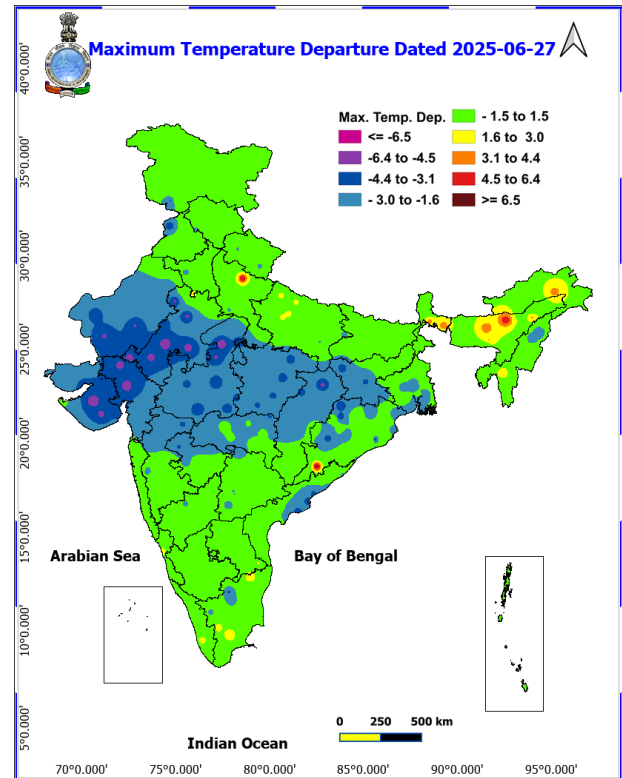 Maximum Temperature Departure Dated 2025-06-27
Max. Temp. Dep.
<= -6.5
-6.4 to -4.5
-4.4 to -3.1
- 3.0 to -1.6
- 1.5 to 1.5
1.6 to 3.0
3.1 to 4.4
4.5 to 6.4
>= 6.5
40°0.000'
35°0.000'
30°0.000'
25°0.000'
20°0.000'
15°0.000'
10°0.000'
5°0.000'
Arabian Sea
Bay of Bengal
Indian Ocean
0 250 500 km
70°0.000' 75°0.000' 80°0.000' 85°0.000' 90°0.000' 95°0.000'